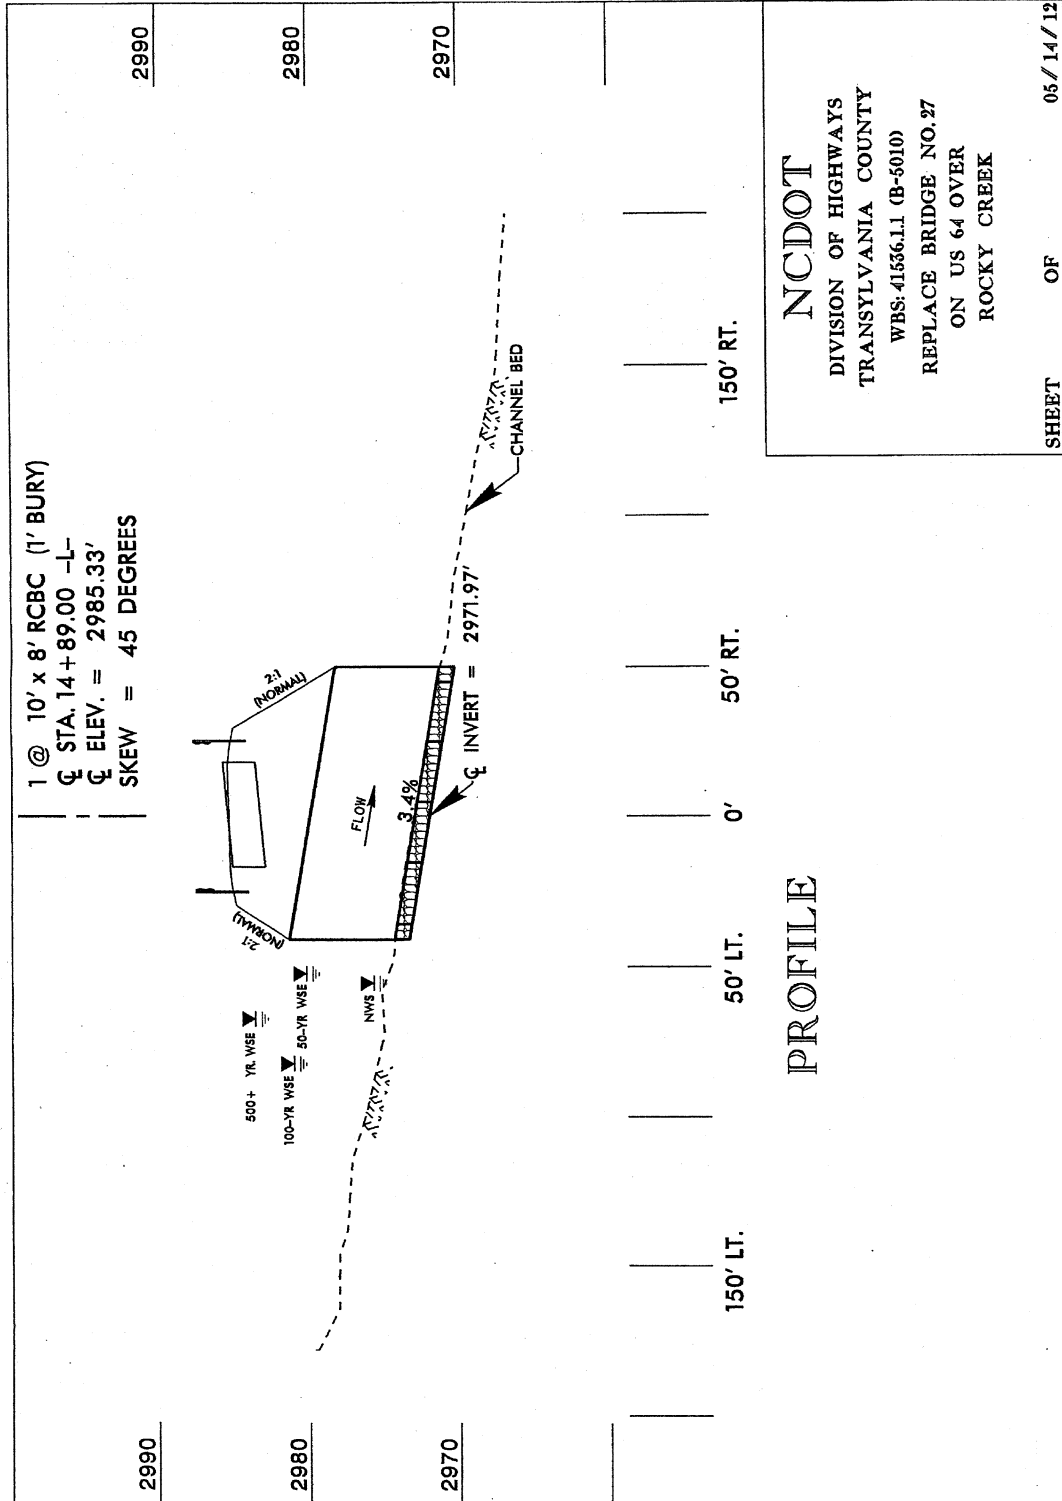 1 @ 10' x 8' RCBC (1' BURY)
℄ STA. 14+89.00 -L-
℄ ELEV. = 2985.33'
SKEW = 45 DEGREES
2990
2990
2980
2980
2970
2970
500+ YR. WSE
100-YR WSE
50-YR WSE
NWS
2:1
(NORMAL)
2:1
(NORMAL)
FLOW
3.4%
℄ INVERT = 2971.97'
CHANNEL BED
150' LT.
50' LT.
0'
50' RT.
150' RT.
PROFILE
NCDOT
DIVISION OF HIGHWAYS
TRANSYLVANIA COUNTY
WBS: 41536.1.1 (B-5010)
REPLACE BRIDGE NO. 27
ON US 64 OVER
ROCKY CREEK
SHEET OF 05/14/12